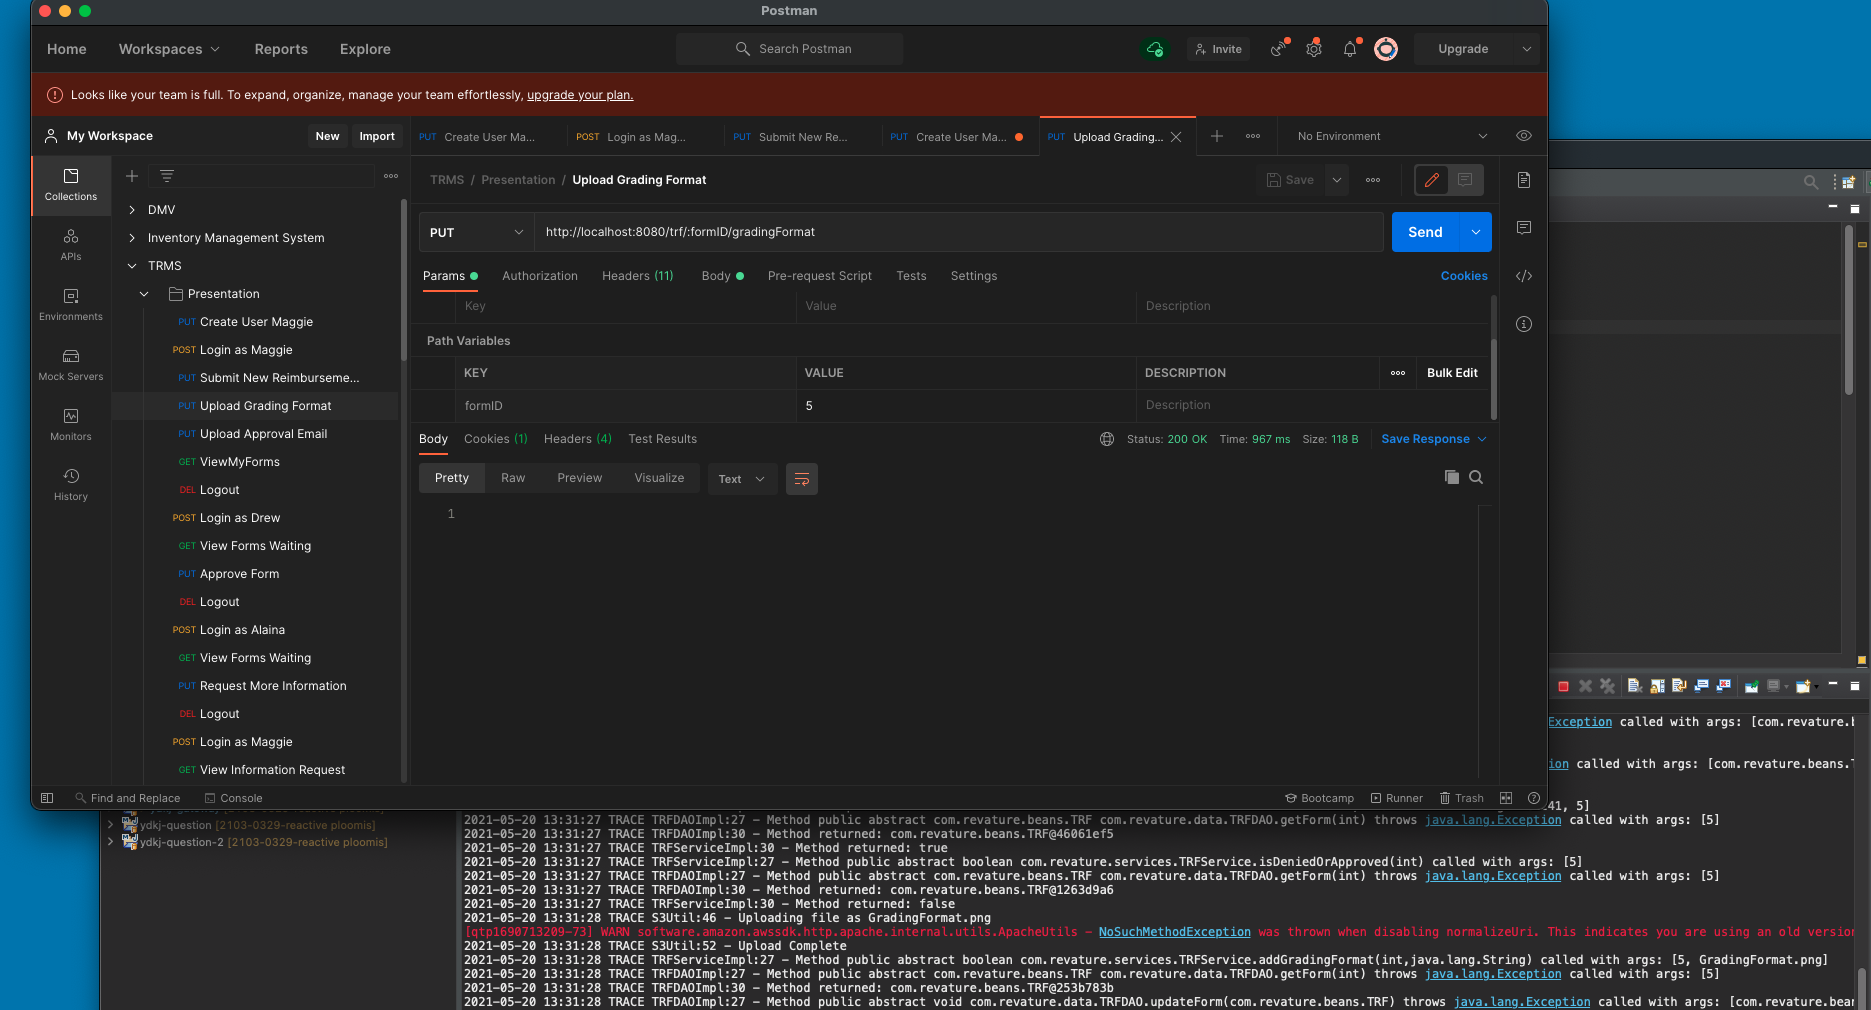 Postman
Home Workspaces Reports Explore Search Postman Invite Upgrade
Looks like your team is full. To expand, organize, manage your team effortlessly, upgrade your plan.
My Workspace New Import
PUT Create User Ma... POST Login as Mag... PUT Submit New Re... PUT Create User Ma... PUT Upload Grading... No Environment
Collections
APIs
Environments
Mock Servers
Monitors
History
DMV
Inventory Management System
TRMS
Presentation
PUT Create User Maggie
POST Login as Maggie
PUT Submit New Reimburseme...
PUT Upload Grading Format
PUT Upload Approval Email
GET ViewMyForms
DEL Logout
POST Login as Drew
GET View Forms Waiting
PUT Approve Form
DEL Logout
POST Login as Alaina
GET View Forms Waiting
PUT Request More Information
DEL Logout
POST Login as Maggie
GET View Information Request
TRMS / Presentation / Upload Grading Format Save
PUT http://localhost:8080/trf/:formID/gradingFormat Send
Params Authorization Headers (11) Body Pre-request Script Tests Settings Cookies
Key Value Description
Path Variables
KEY VALUE DESCRIPTION Bulk Edit
formID 5 Description
Body Cookies (1) Headers (4) Test Results Status: 200 OK Time: 967 ms Size: 118 B Save Response
Pretty Raw Preview Visualize Text
1
Find and Replace Console Bootcamp Runner Trash
Exception called with args: [com.revature.b
ion called with args: [com.revature.beans.T
41, 5]
ydkj-question [2103-0329-reactive ploomis]
ydkj-question-2 [2103-0329-reactive ploomis]
2021-05-20 13:31:27 TRACE TRFDAOImpl:27 - Method public abstract com.revature.beans.TRF com.revature.data.TRFDAO.getForm(int) throws java.lang.Exception called with args: [5]
2021-05-20 13:31:27 TRACE TRFDAOImpl:30 - Method returned: com.revature.beans.TRF@46061ef5
2021-05-20 13:31:27 TRACE TRFServiceImpl:30 - Method returned: true
2021-05-20 13:31:27 TRACE TRFServiceImpl:27 - Method public abstract boolean com.revature.services.TRFService.isDeniedOrApproved(int) called with args: [5]
2021-05-20 13:31:27 TRACE TRFDAOImpl:27 - Method public abstract com.revature.beans.TRF com.revature.data.TRFDAO.getForm(int) throws java.lang.Exception called with args: [5]
2021-05-20 13:31:27 TRACE TRFDAOImpl:30 - Method returned: com.revature.beans.TRF@1263d9a6
2021-05-20 13:31:27 TRACE TRFServiceImpl:30 - Method returned: false
2021-05-20 13:31:28 TRACE S3Util:46 - Uploading file as GradingFormat.png
[qtp1690713209-73] WARN software.amazon.awssdk.http.apache.internal.utils.ApacheUtils - NoSuchMethodException was thrown when disabling normalizeUri. This indicates you are using an old version
2021-05-20 13:31:28 TRACE S3Util:52 - Upload Complete
2021-05-20 13:31:28 TRACE TRFServiceImpl:27 - Method public abstract boolean com.revature.services.TRFService.addGradingFormat(int,java.lang.String) called with args: [5, GradingFormat.png]
2021-05-20 13:31:28 TRACE TRFDAOImpl:27 - Method public abstract com.revature.beans.TRF com.revature.data.TRFDAO.getForm(int) throws java.lang.Exception called with args: [5]
2021-05-20 13:31:28 TRACE TRFDAOImpl:30 - Method returned: com.revature.beans.TRF@253b783b
2021-05-20 13:31:28 TRACE TRFDAOImpl:27 - Method public abstract void com.revature.data.TRFDAO.updateForm(com.revature.beans.TRF) throws java.lang.Exception called with args: [com.revature.bean